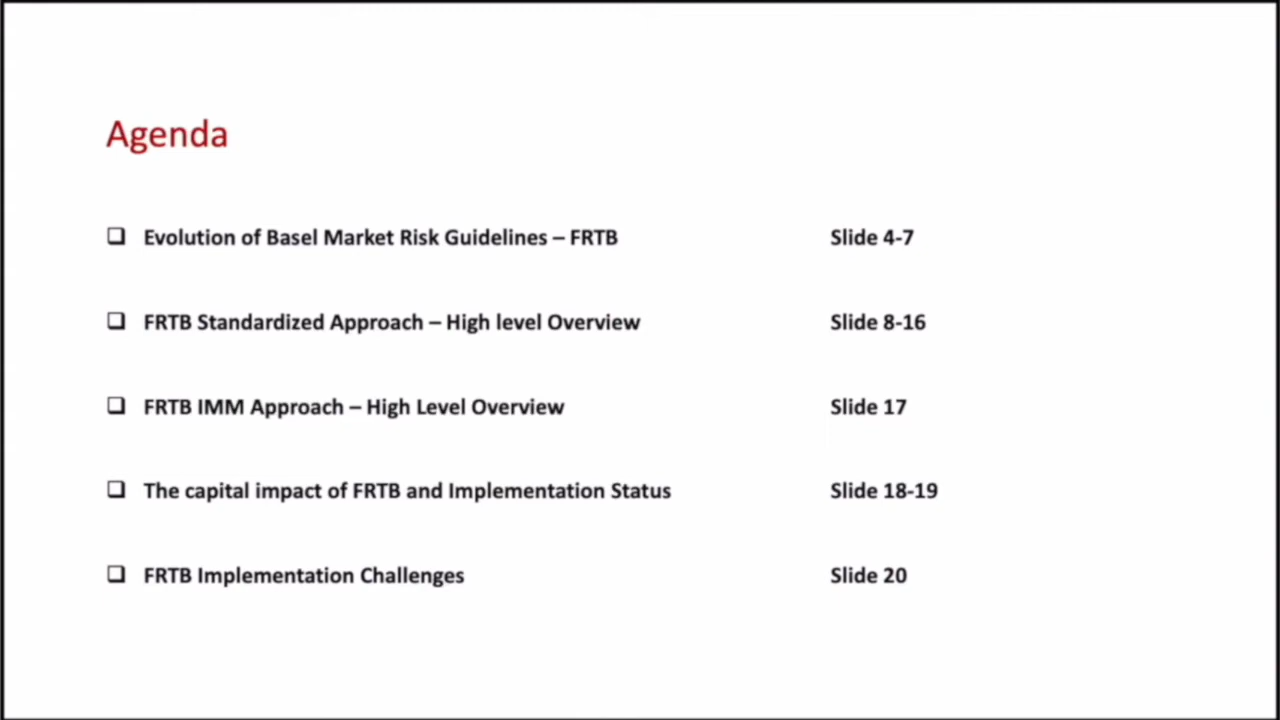 Agenda
❑ Evolution of Basel Market Risk Guidelines – FRTB Slide 4-7
❑ FRTB Standardized Approach – High level Overview Slide 8-16
❑ FRTB IMM Approach – High Level Overview Slide 17
❑ The capital impact of FRTB and Implementation Status Slide 18-19
❑ FRTB Implementation Challenges Slide 20